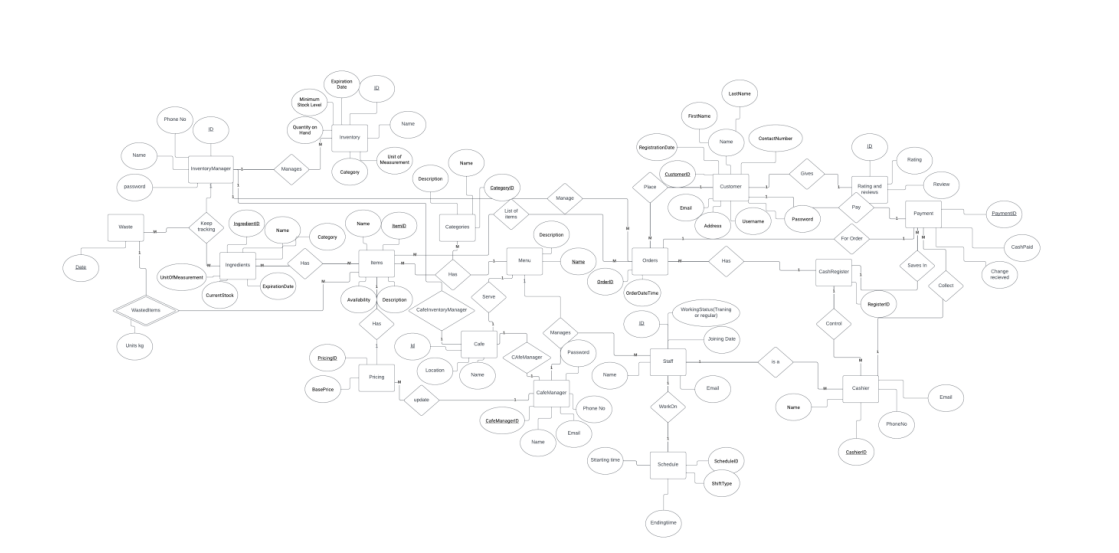 Expiration
Date
ID
Minimum
Stock Level
Phone No
ID
Quantity on
Hand
Inventory
Name
M
Name
InventoryManager
1
Manages
Category
Unit of
Measurement
password
LastName
FirstName
Name
ContactNumber
RegistrationDate
CustomerID
Customer
Place
Gives
ID
Rating
Rating and
reviews
Review
Email
Address
Username
Password
Pay
Payment
PaymentID
CashPaid
Change
recieved
For Order
Saves In
Collect
Name
Description
CategoryID
Categories
List of
items
Manage
Waste
Keep
tracking
IngredientID
Name
Category
Date
UnitOfMeasurement
Ingredients
CurrentStock
ExpirationDate
Has
Name
ItemID
Items
Availability
Description
Has
Has
Menu
Description
Name
Orders
OrderID
OrderDateTime
Has
CashRegister
RegisterID
Control
WastedItems
Units kg
CafeInventoryManager
Serve
Cafe
Id
Location
Name
CAfeManager
Manages
Password
ID
WorkingStatus(Traning
or regular)
Joining Date
Staff
Name
Email
is a
PricingID
BasePrice
Pricing
update
CafeManager
CafeManagerID
Name
Email
Phone No
WorkOn
Cashier
Name
Email
PhoneNo
CashierID
Schedule
ScheduleID
ShiftType
Endingtime